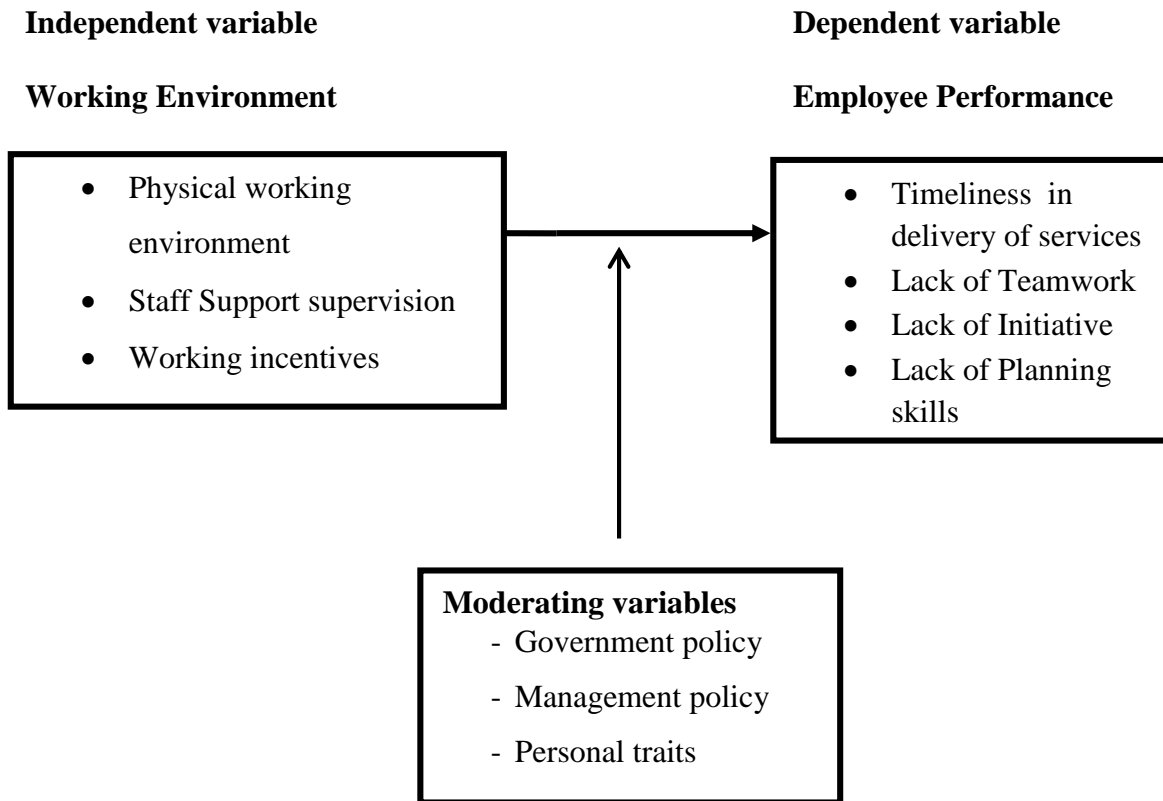 Independent variable
Working Environment
• Physical working
environment
• Staff Support supervision
• Working incentives
Dependent variable
Employee Performance
• Timeliness in
delivery of services
• Lack of Teamwork
• Lack of Initiative
• Lack of Planning
skills
Moderating variables
- Government policy
- Management policy
- Personal traits